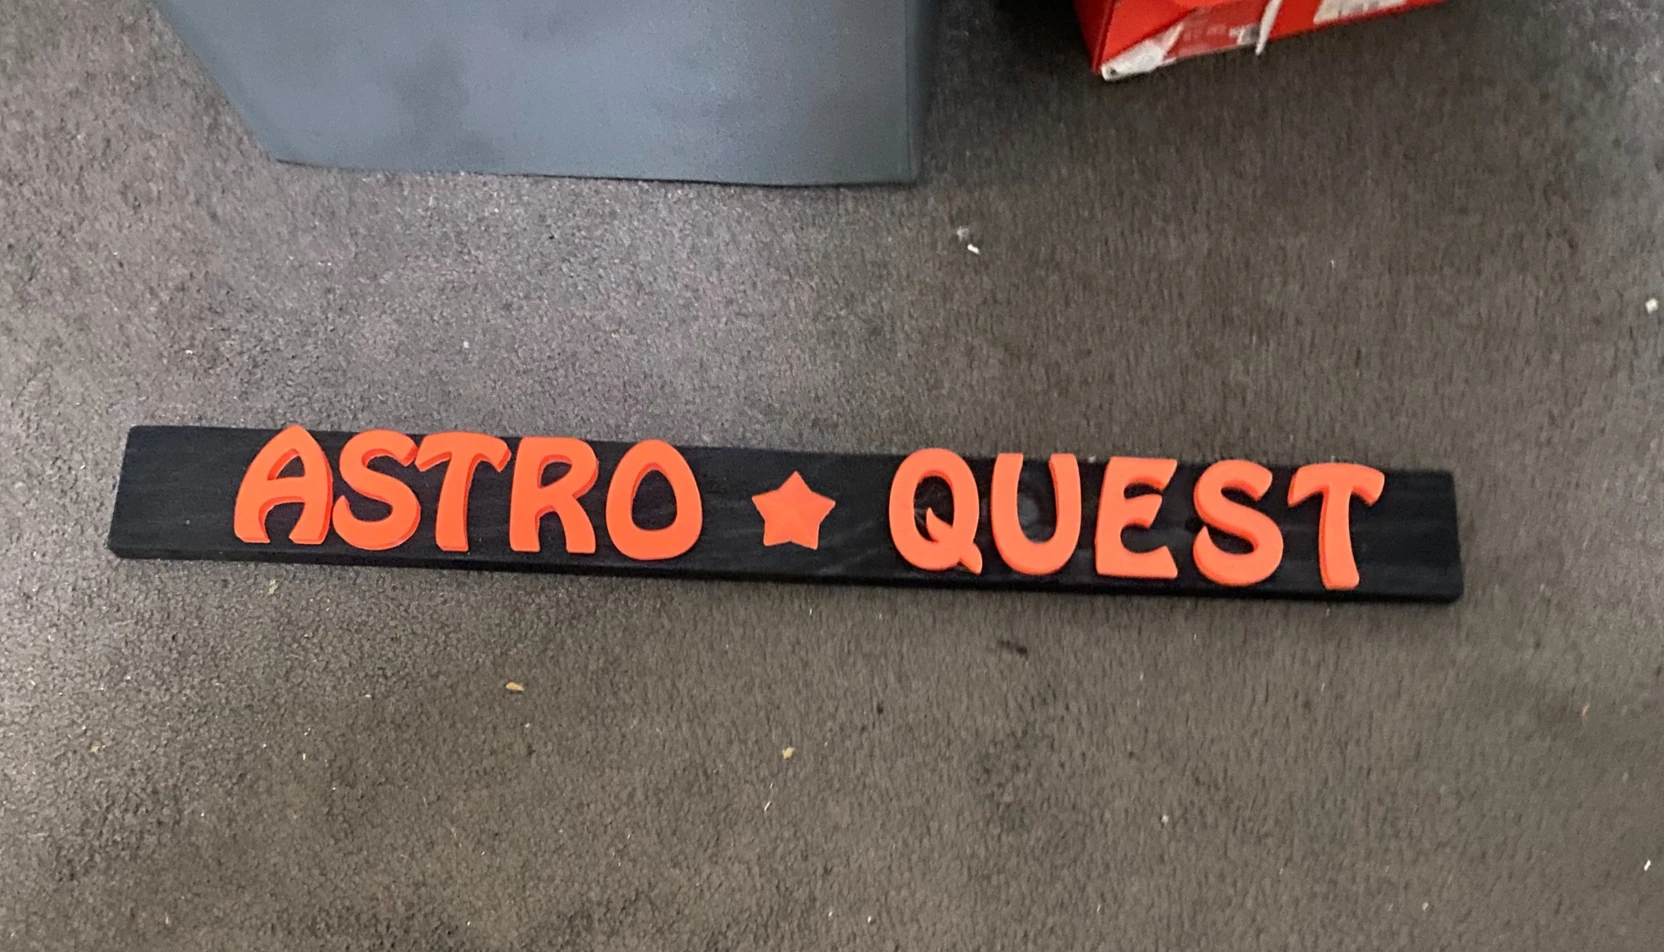 ASTRO ★ QUEST